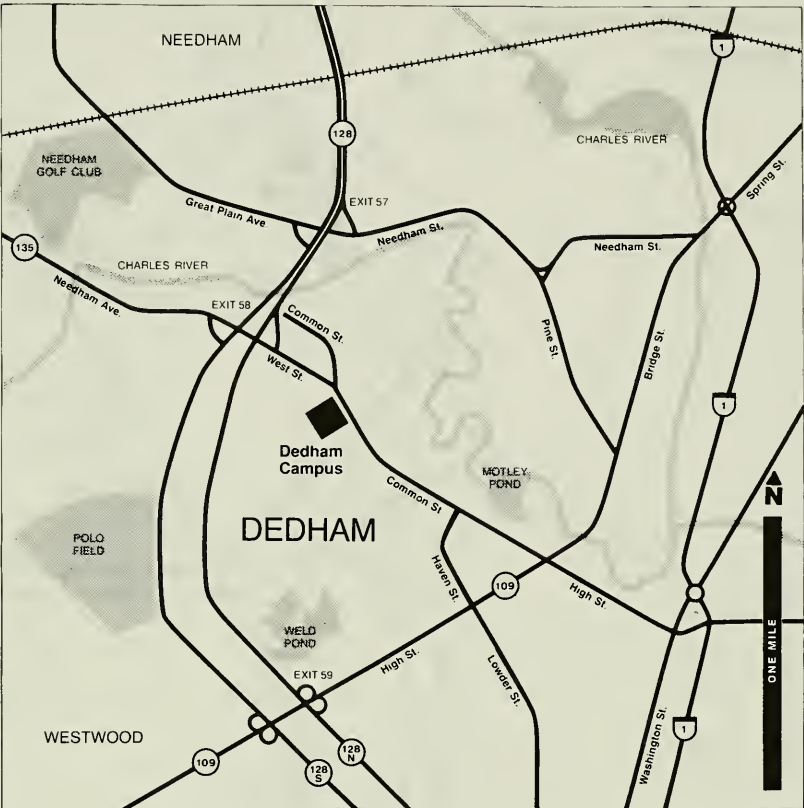 NEEDHAM
1
128
CHARLES RIVER
NEEDHAM
GOLF CLUB
Spring St.
EXIT 57
Great Plain Ave.
Needham St.
Needham St.
135
CHARLES RIVER
Needham Ave.
EXIT 58
Common St.
Pine St.
Bridge St.
West St.
1
Dedham
Campus
MOTLEY
POND
Common St.
N
DEDHAM
POLO
FIELD
Haven St.
109
High St.
ONE MILE
WELD
POND
High St.
EXIT 59
Lowder St.
WESTWOOD
Washington St.
1
128
N
109
128
S